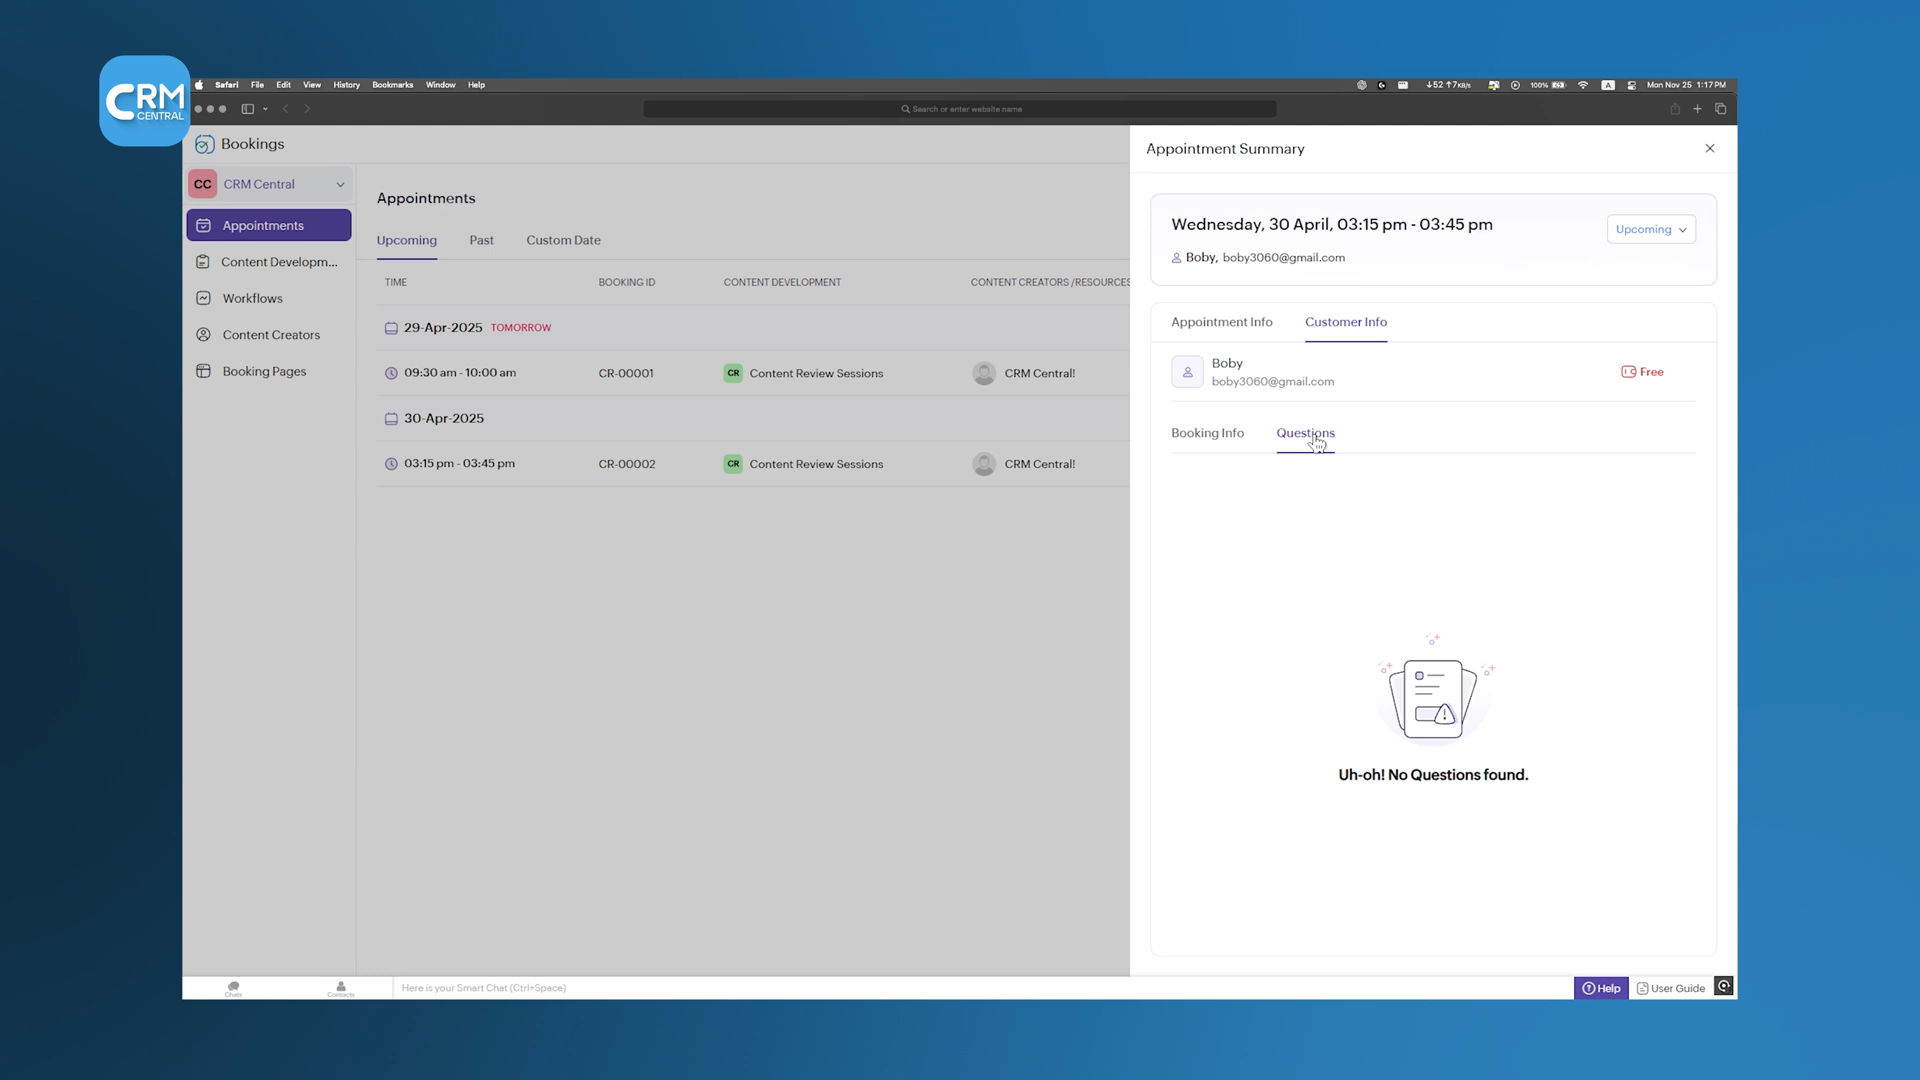 CRM
CENTRAL
Safari File Edit View History Bookmarks Window Help
↓52 ↑7 KB/s 100% A Mon Nov 25 1:17 PM
Search or enter website name
Bookings
CC CRM Central
Appointments
Content Developm...
Workflows
Content Creators
Booking Pages
Appointments
Upcoming Past Custom Date
TIME BOOKING ID CONTENT DEVELOPMENT CONTENT CREATORS /RESOURCES
29-Apr-2025 TOMORROW
09:30 am - 10:00 am CR-00001 CR Content Review Sessions CRM Central!
30-Apr-2025
03:15 pm - 03:45 pm CR-00002 CR Content Review Sessions CRM Central!
Appointment Summary
Wednesday, 30 April, 03:15 pm - 03:45 pm
Upcoming
Boby, boby3060@gmail.com
Appointment Info Customer Info
Boby
boby3060@gmail.com
Free
Booking Info Questions
Uh-oh! No Questions found.
Chats Contacts Here is your Smart Chat (Ctrl+Space) Help User Guide